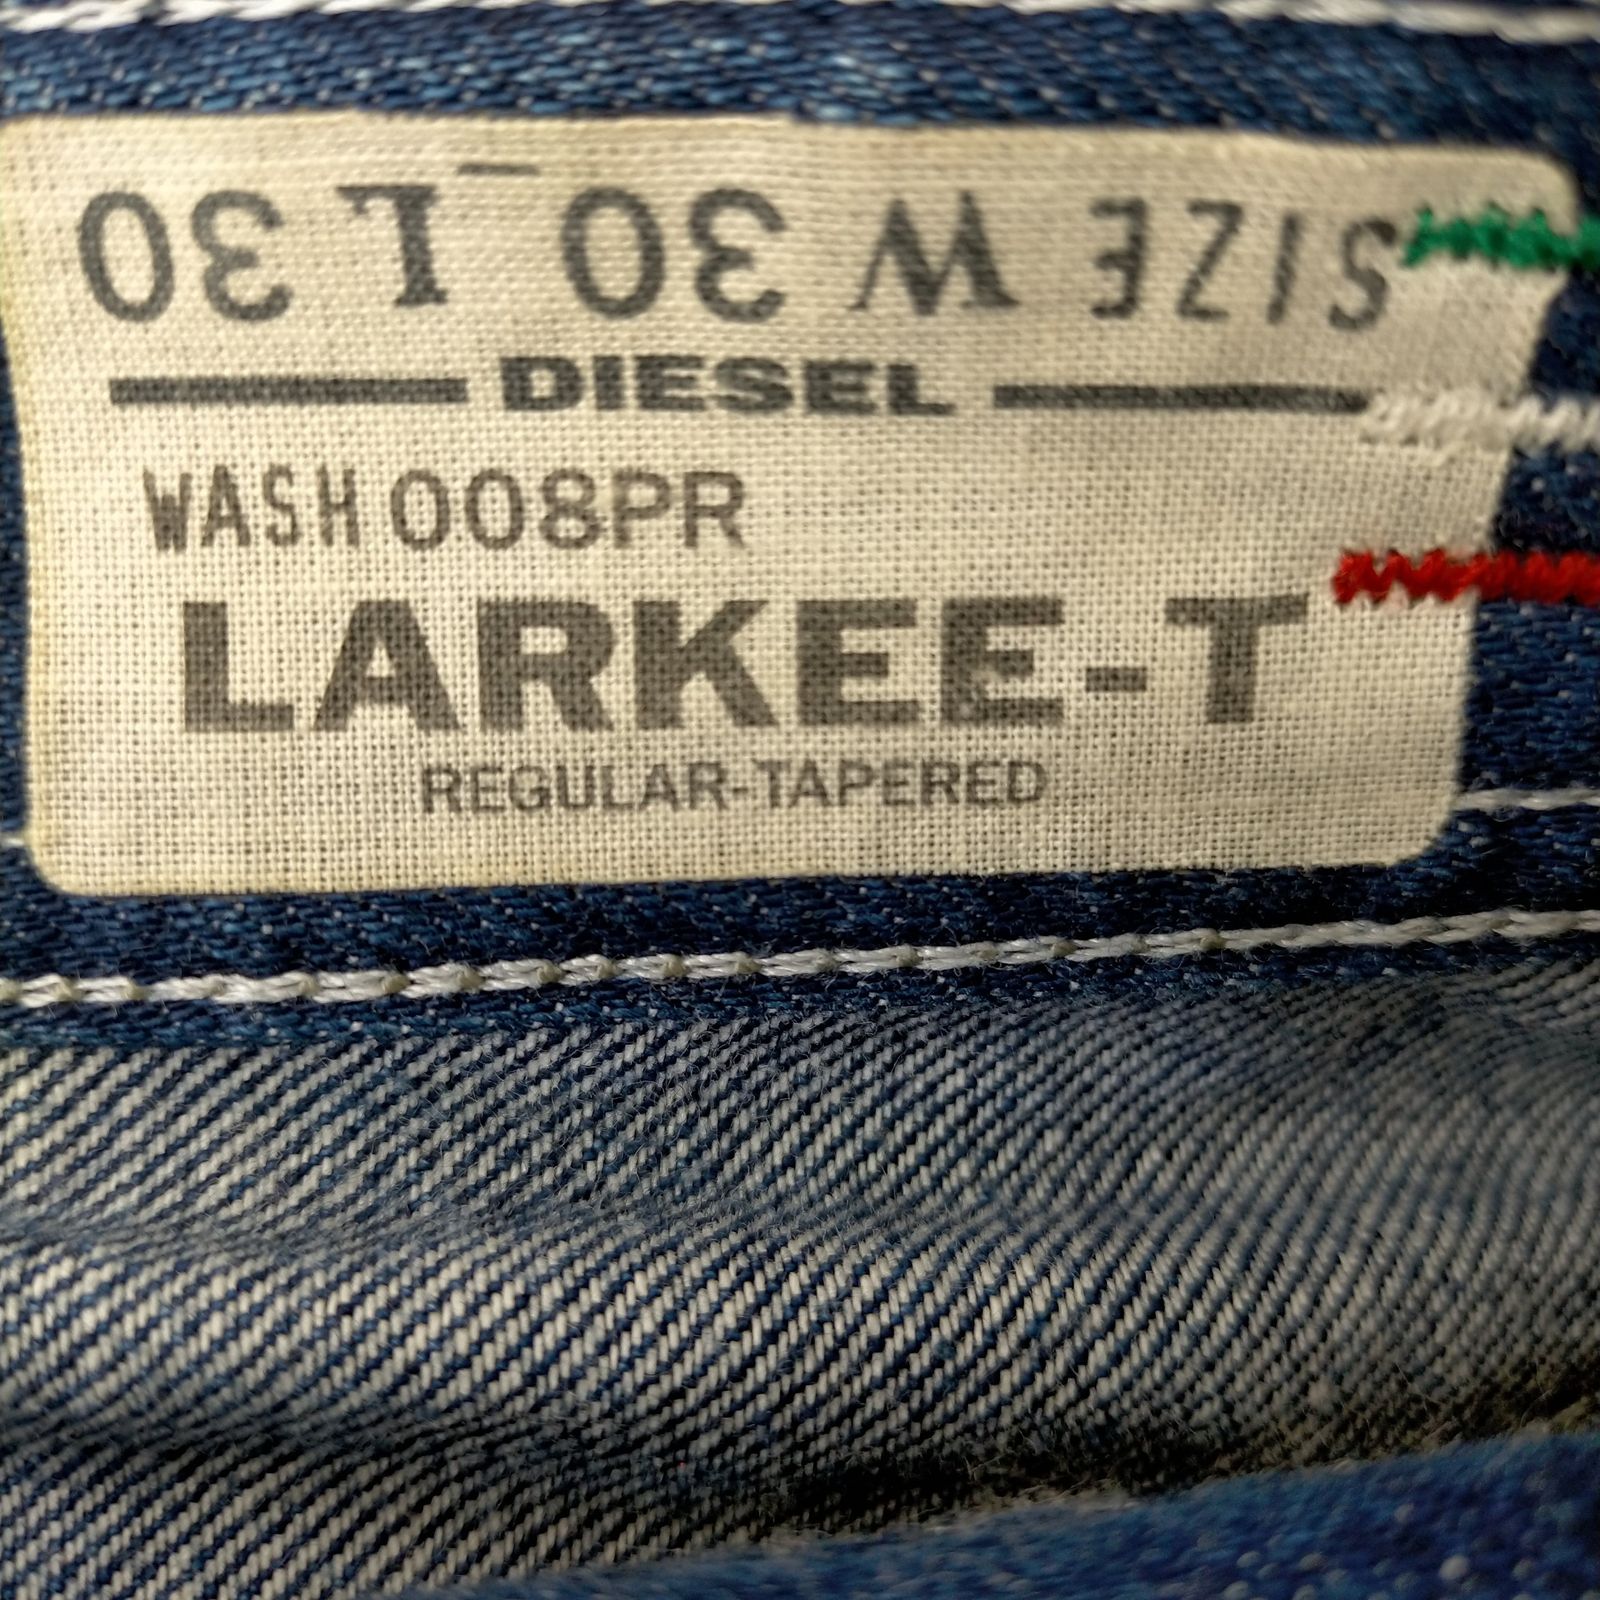 SIZE W 30 L 30
DIESEL
WASH 008PR
LARKEE-T
REGULAR-TAPERED